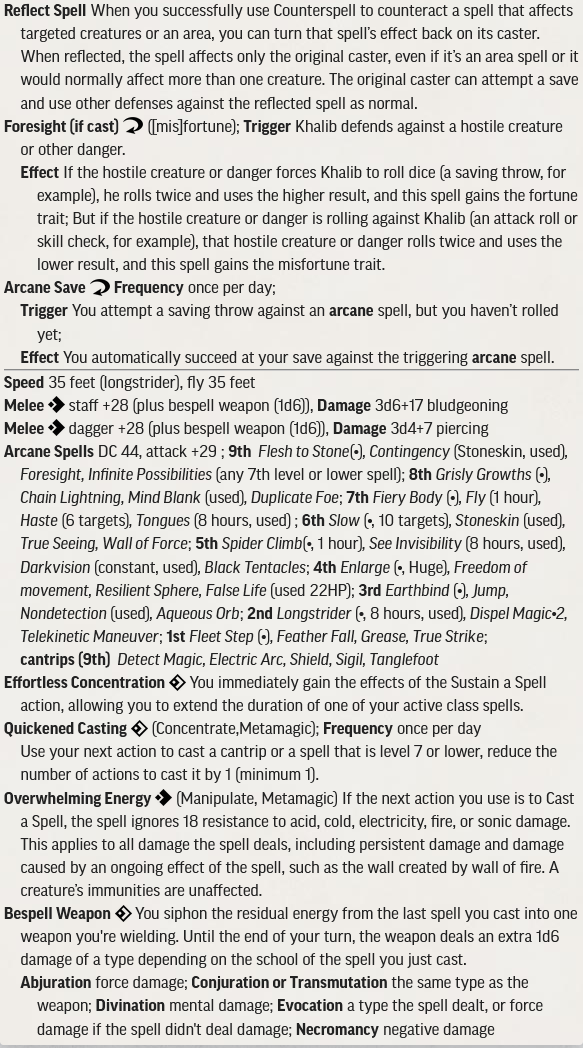 Reflect Spell When you successfully use Counterspell to counteract a spell that affects
targeted creatures or an area, you can turn that spell's effect back on its caster.
When reflected, the spell affects only the original caster, even if it's an area spell or it
would normally affect more than one creature. The original caster can attempt a save
and use other defenses against the reflected spell as normal.
Foresight (if cast) ([mis]fortune); Trigger Khalib defends against a hostile creature
or other danger.
Effect If the hostile creature or danger forces Khalib to roll dice (a saving throw, for
example), he rolls twice and uses the higher result, and this spell gains the fortune
trait; But if the hostile creature or danger is rolling against Khalib (an attack roll or
skill check, for example), that hostile creature or danger rolls twice and uses the
lower result, and this spell gains the misfortune trait.
Arcane Save Frequency once per day;
Trigger You attempt a saving throw against an arcane spell, but you haven't rolled
yet;
Effect You automatically succeed at your save against the triggering arcane spell.
Speed 35 feet (longstrider), fly 35 feet
Melee staff +28 (plus bespell weapon (1d6)), Damage 3d6+17 bludgeoning
Melee dagger +28 (plus bespell weapon (1d6)), Damage 3d4+7 piercing
Arcane Spells DC 44, attack +29 ; 9th Flesh to Stone(•), Contingency (Stoneskin, used),
Foresight, Infinite Possibilities (any 7th level or lower spell); 8th Grisly Growths (•),
Chain Lightning, Mind Blank (used), Duplicate Foe; 7th Fiery Body (•), Fly (1 hour),
Haste (6 targets), Tongues (8 hours, used) ; 6th Slow (•, 10 targets), Stoneskin (used),
True Seeing, Wall of Force; 5th Spider Climb(•, 1 hour), See Invisibility (8 hours, used),
Darkvision (constant, used), Black Tentacles; 4th Enlarge (•, Huge), Freedom of
movement, Resilient Sphere, False Life (used 22HP); 3rd Earthbind (•), Jump,
Nondetection (used), Aqueous Orb; 2nd Longstrider (•, 8 hours, used), Dispel Magic•2,
Telekinetic Maneuver; 1st Fleet Step (•), Feather Fall, Grease, True Strike;
cantrips (9th) Detect Magic, Electric Arc, Shield, Sigil, Tanglefoot
Effortless Concentration You immediately gain the effects of the Sustain a Spell
action, allowing you to extend the duration of one of your active class spells.
Quickened Casting (Concentrate,Metamagic); Frequency once per day
Use your next action to cast a cantrip or a spell that is level 7 or lower, reduce the
number of actions to cast it by 1 (minimum 1).
Overwhelming Energy (Manipulate, Metamagic) If the next action you use is to Cast
a Spell, the spell ignores 18 resistance to acid, cold, electricity, fire, or sonic damage.
This applies to all damage the spell deals, including persistent damage and damage
caused by an ongoing effect of the spell, such as the wall created by wall of fire. A
creature's immunities are unaffected.
Bespell Weapon You siphon the residual energy from the last spell you cast into one
weapon you're wielding. Until the end of your turn, the weapon deals an extra 1d6
damage of a type depending on the school of the spell you just cast.
Abjuration force damage; Conjuration or Transmutation the same type as the
weapon; Divination mental damage; Evocation a type the spell dealt, or force
damage if the spell didn't deal damage; Necromancy negative damage